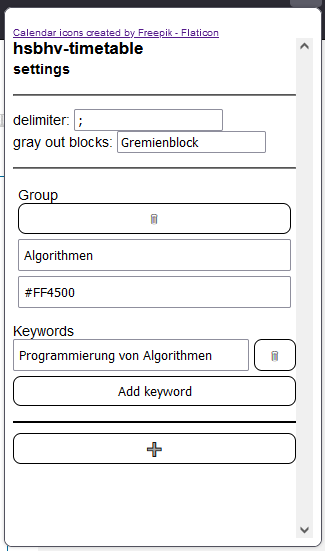 Calendar icons created by Freepik - Flaticon
hsbhv-timetable
settings
delimiter: ;
gray out blocks: Gremienblock
Group
Algorithmen
#FF4500
Keywords
Programmierung von Algorithmen
Add keyword